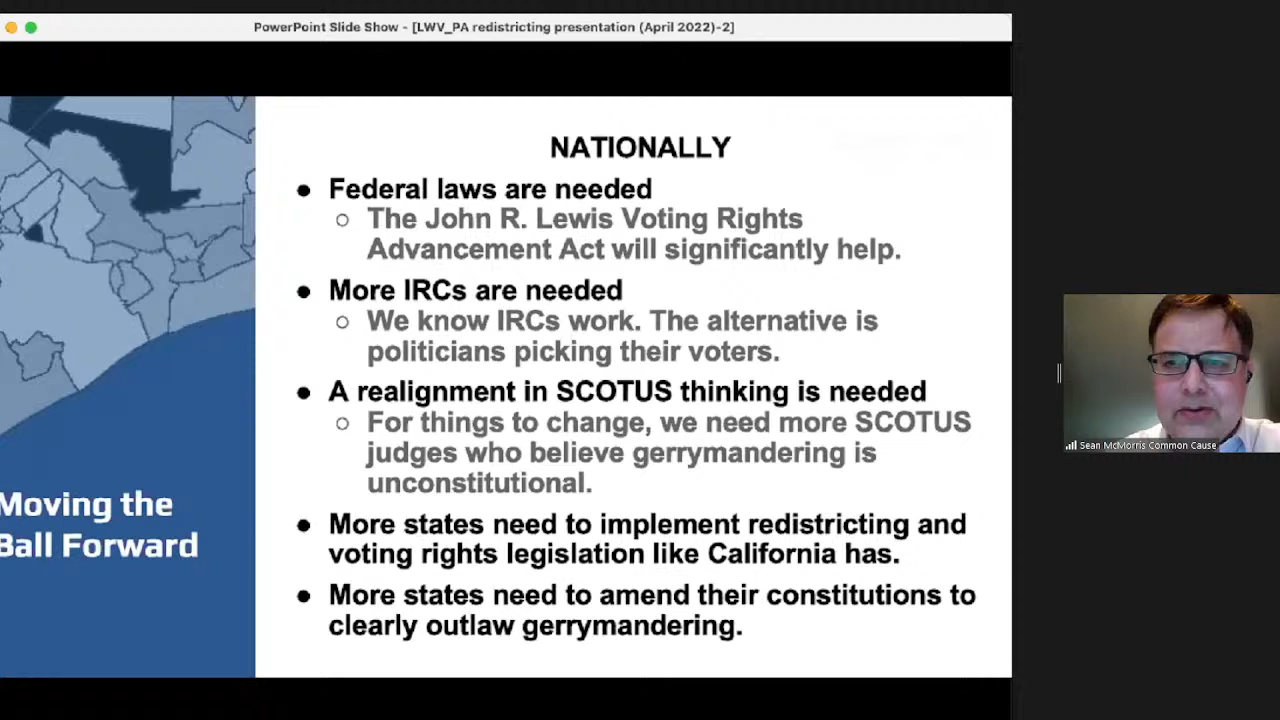 PowerPoint Slide Show - [LWV_PA redistricting presentation (April 2022)-2]
NATIONALLY
● Federal laws are needed
○ The John R. Lewis Voting Rights
Advancement Act will significantly help.
● More IRCs are needed
○ We know IRCs work. The alternative is
politicians picking their voters.
● A realignment in SCOTUS thinking is needed
○ For things to change, we need more SCOTUS
judges who believe gerrymandering is
unconstitutional.
● More states need to implement redistricting and
voting rights legislation like California has.
● More states need to amend their constitutions to
clearly outlaw gerrymandering.
Moving the
Ball Forward
Sean McMorris Common Cause